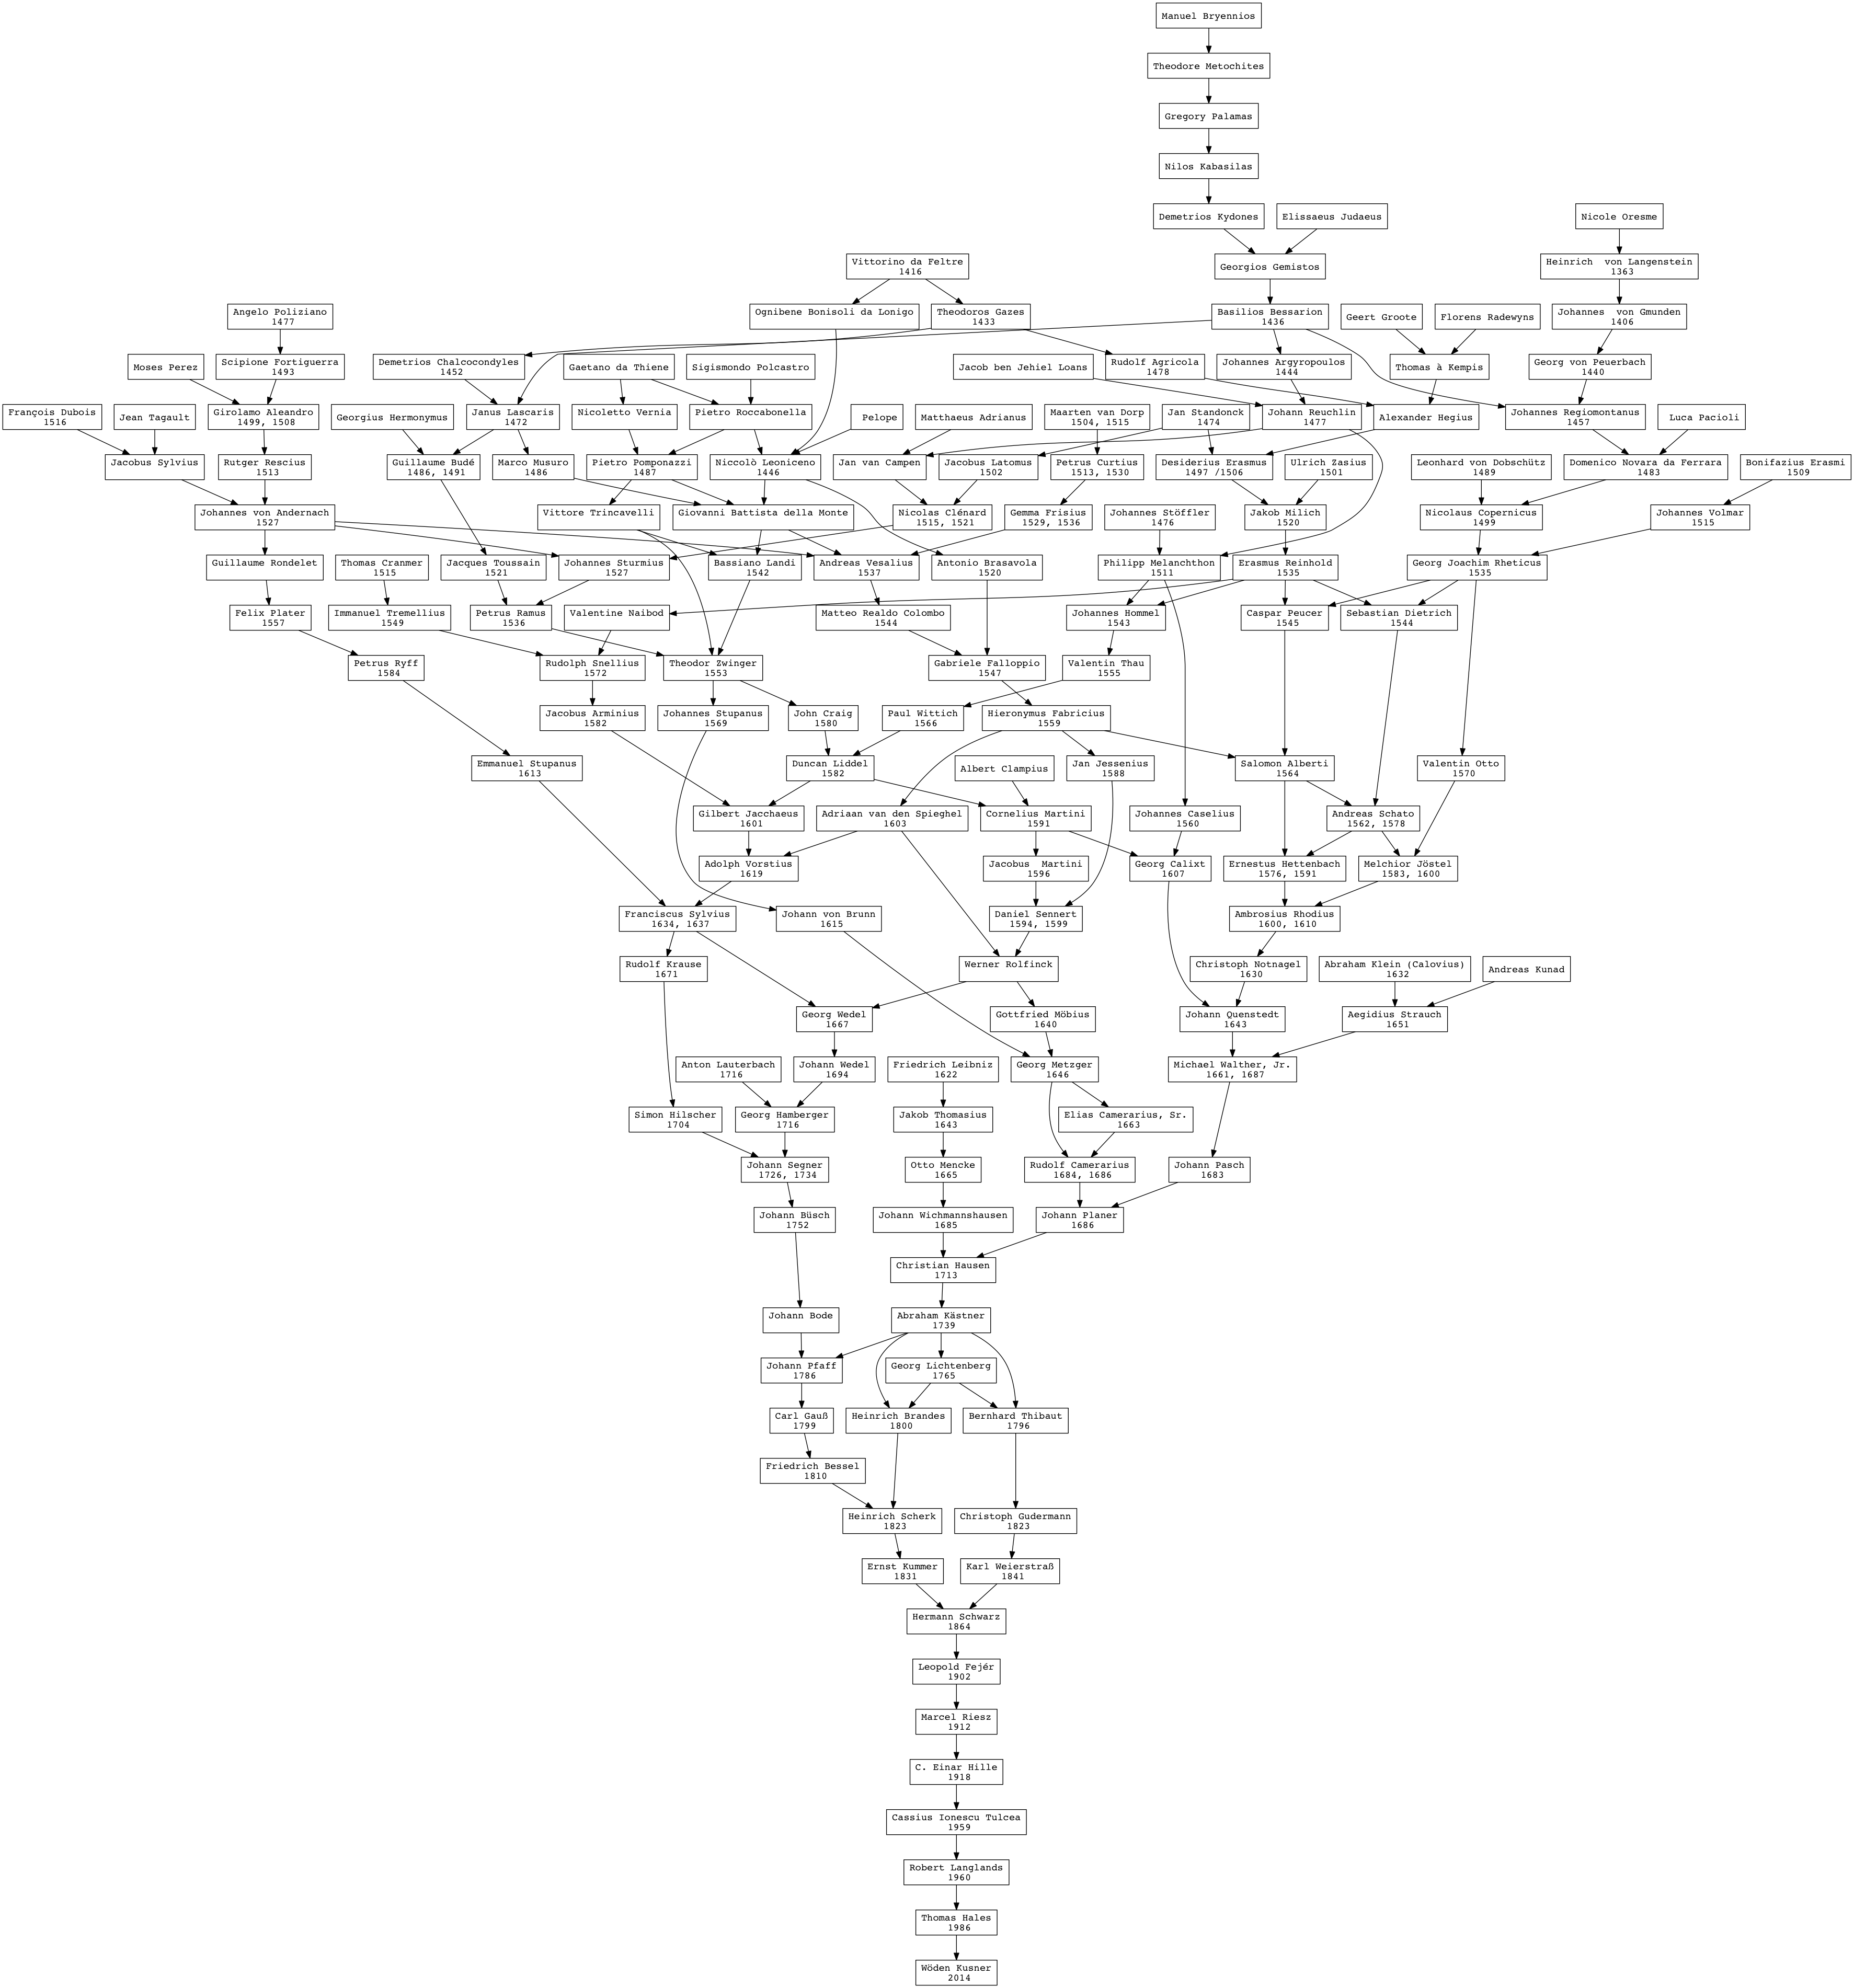 Manuel Bryennios
Theodore Metochites
Gregory Palamas
Nilos Kabasilas
Demetrios Kydones
Elissaeus Judaeus
Nicole Oresme
Vittorino da Feltre
1416
Georgios Gemistos
Heinrich  von Langenstein
1363
Angelo Poliziano
1477
Ognibene Bonisoli da Lonigo
Theodoros Gazes
1433
Basilios Bessarion
1436
Geert Groote
Florens Radewyns
Johannes  von Gmunden
1406
Moses Perez
Scipione Fortiguerra
1493
Demetrios Chalcocondyles
1452
Gaetano da Thiene
Sigismondo Polcastro
Jacob ben Jehiel Loans
Rudolf Agricola
1478
Johannes Argyropoulos
1444
Thomas à Kempis
Georg von Peuerbach
1440
François Dubois
1516
Jean Tagault
Girolamo Aleandro
1499, 1508
Georgius Hermonymus
Janus Lascaris
1472
Nicoletto Vernia
Pietro Roccabonella
Pelope
Matthaeus Adrianus
Maarten van Dorp
1504, 1515
Jan Standonck
1474
Johann Reuchlin
1477
Alexander Hegius
Johannes Regiomontanus
1457
Luca Pacioli
Jacobus Sylvius
Rutger Rescius
1513
Guillaume Budé
1486, 1491
Marco Musuro
1486
Pietro Pomponazzi
1487
Niccolò Leoniceno
1446
Jan van Campen
Jacobus Latomus
1502
Petrus Curtius
1513, 1530
Desiderius Erasmus
1497 /1506
Ulrich Zasius
1501
Leonhard von Dobschütz
1489
Domenico Novara da Ferrara
1483
Bonifazius Erasmi
1509
Johannes von Andernach
1527
Vittore Trincavelli
Giovanni Battista della Monte
Nicolas Clénard
1515, 1521
Gemma Frisius
1529, 1536
Johannes Stöffler
1476
Jakob Milich
1520
Nicolaus Copernicus
1499
Johannes Volmar
1515
Guillaume Rondelet
Thomas Cranmer
1515
Jacques Toussain
1521
Johannes Sturmius
1527
Bassiano Landi
1542
Andreas Vesalius
1537
Antonio Brasavola
1520
Philipp Melanchthon
1511
Erasmus Reinhold
1535
Georg Joachim Rheticus
1535
Felix Plater
1557
Immanuel Tremellius
1549
Petrus Ramus
1536
Valentine Naibod
Matteo Realdo Colombo
1544
Johannes Hommel
1543
Caspar Peucer
1545
Sebastian Dietrich
1544
Petrus Ryff
1584
Rudolph Snellius
1572
Theodor Zwinger
1553
Gabriele Falloppio
1547
Valentin Thau
1555
Jacobus Arminius
1582
Johannes Stupanus
1569
John Craig
1580
Paul Wittich
1566
Hieronymus Fabricius
1559
Emmanuel Stupanus
1613
Duncan Liddel
1582
Albert Clampius
Jan Jessenius
1588
Salomon Alberti
1564
Valentin Otto
1570
Gilbert Jacchaeus
1601
Adriaan van den Spieghel
1603
Cornelius Martini
1591
Johannes Caselius
1560
Andreas Schato
1562, 1578
Adolph Vorstius
1619
Jacobus  Martini
1596
Georg Calixt
1607
Ernestus Hettenbach
1576, 1591
Melchior Jöstel
1583, 1600
Franciscus Sylvius
1634, 1637
Johann von Brunn
1615
Daniel Sennert
1594, 1599
Ambrosius Rhodius
1600, 1610
Rudolf Krause
1671
Werner Rolfinck
Christoph Notnagel
1630
Abraham Klein (Calovius)
1632
Andreas Kunad
Georg Wedel
1667
Gottfried Möbius
1640
Johann Quenstedt
1643
Aegidius Strauch
1651
Anton Lauterbach
1716
Johann Wedel
1694
Friedrich Leibniz
1622
Georg Metzger
1646
Michael Walther, Jr.
1661, 1687
Simon Hilscher
1704
Georg Hamberger
1716
Jakob Thomasius
1643
Elias Camerarius, Sr.
1663
Johann Segner
1726, 1734
Otto Mencke
1665
Rudolf Camerarius
1684, 1686
Johann Pasch
1683
Johann Büsch
1752
Johann Wichmannshausen
1685
Johann Planer
1686
Christian Hausen
1713
Johann Bode
Abraham Kästner
1739
Johann Pfaff
1786
Georg Lichtenberg
1765
Carl Gauß
1799
Heinrich Brandes
1800
Bernhard Thibaut
1796
Friedrich Bessel
1810
Heinrich Scherk
1823
Christoph Gudermann
1823
Ernst Kummer
1831
Karl Weierstraß
1841
Hermann Schwarz
1864
Leopold Fejér
1902
Marcel Riesz
1912
C. Einar Hille
1918
Cassius Ionescu Tulcea
1959
Robert Langlands
1960
Thomas Hales
1986
Wöden Kusner
2014